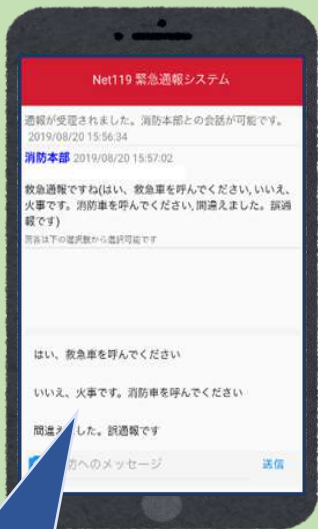 Net119 緊急通報システム
通報が受理されました。消防本部との会話が可能です。
2019/08/20 15:56:34
消防本部 2019/08/20 15:57:02
救急通報ですね(はい、救急車を呼んでください,いいえ、
火事です。消防車を呼んでください,間違えました。誤通
報です)
回答は下の選択肢から選択可能です
はい、救急車を呼んでください
いいえ、火事です。消防車を呼んでください
間違えました。誤通報です
へのメッセージ 送信